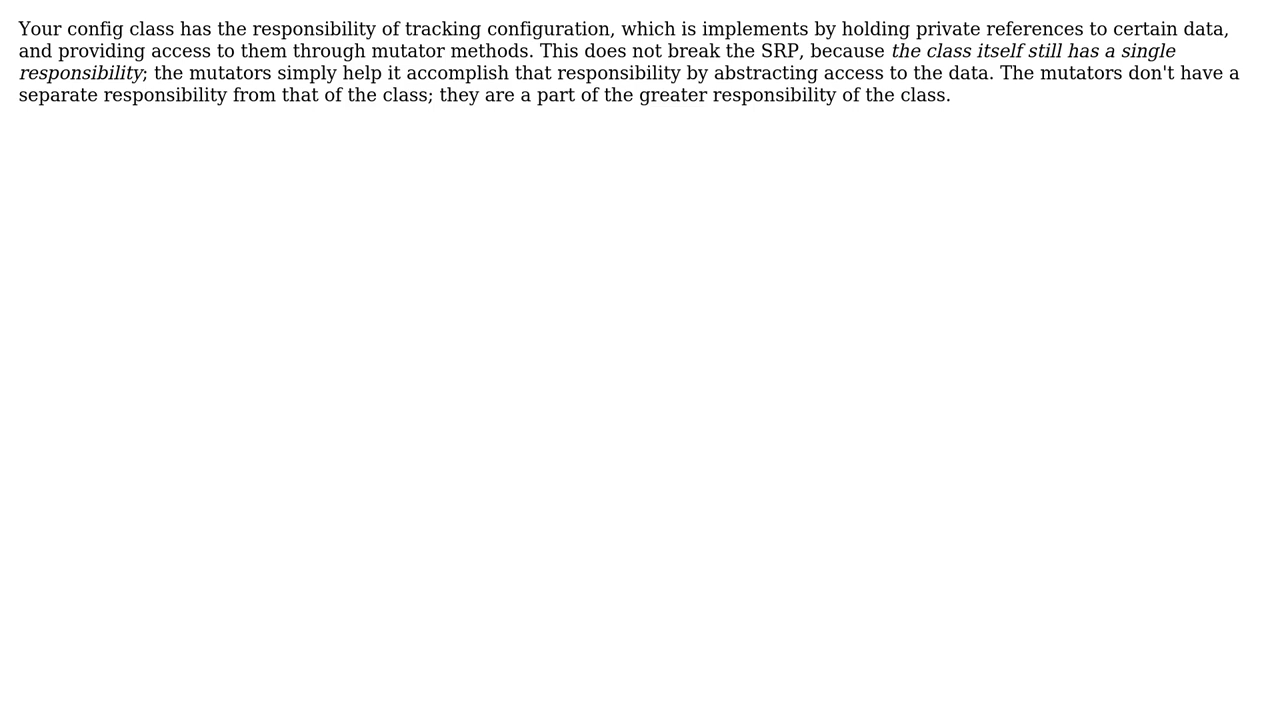 Your config class has the responsibility of tracking configuration, which is implements by holding private references to certain data,
and providing access to them through mutator methods. This does not break the SRP, because the class itself still has a single
responsibility; the mutators simply help it accomplish that responsibility by abstracting access to the data. The mutators don't have a
separate responsibility from that of the class; they are a part of the greater responsibility of the class.